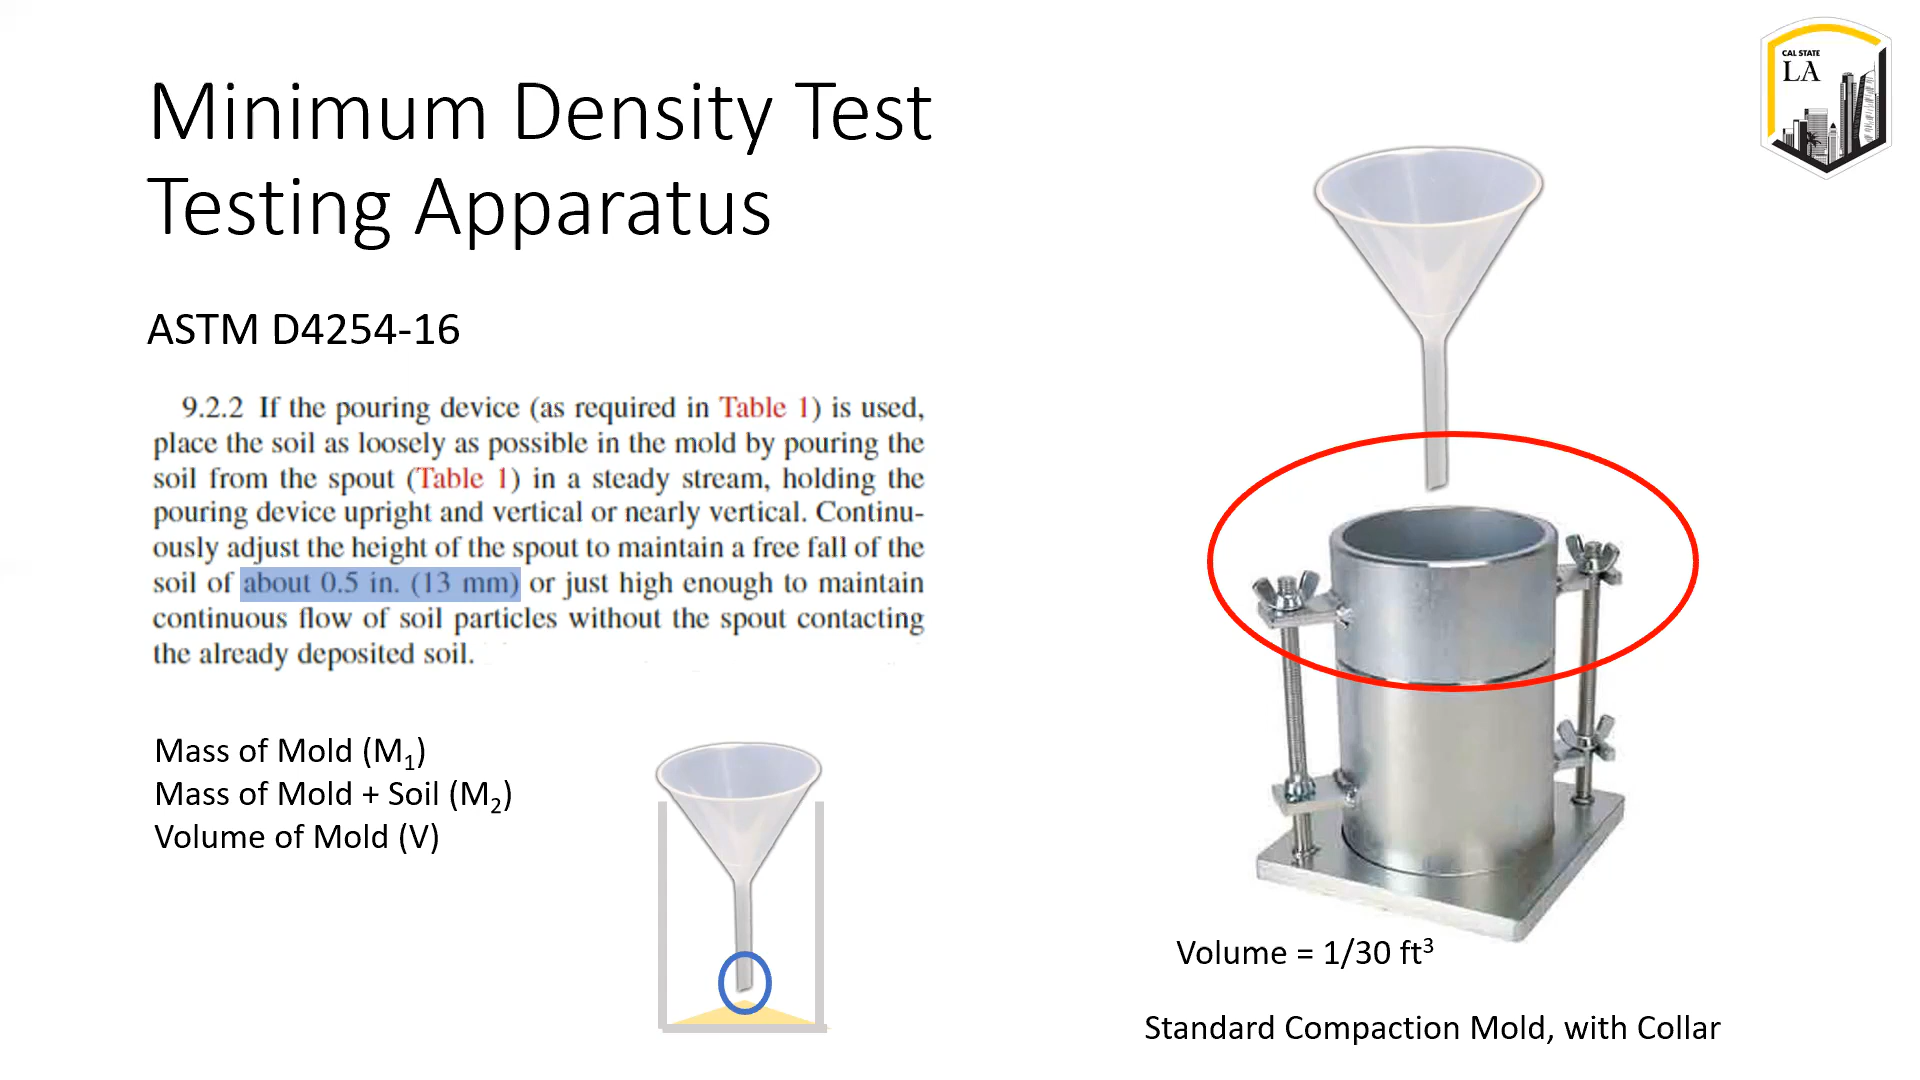 Minimum Density Test
Testing Apparatus
CAL STATE
LA
ASTM D4254-16
9.2.2 If the pouring device (as required in Table 1) is used,
place the soil as loosely as possible in the mold by pouring the
soil from the spout (Table 1) in a steady stream, holding the
pouring device upright and vertical or nearly vertical. Continu-
ously adjust the height of the spout to maintain a free fall of the
soil of about 0.5 in. (13 mm) or just high enough to maintain
continuous flow of soil particles without the spout contacting
the already deposited soil.
Mass of Mold (M₁)
Mass of Mold + Soil (M₂)
Volume of Mold (V)
Volume = 1/30 ft³
Standard Compaction Mold, with Collar